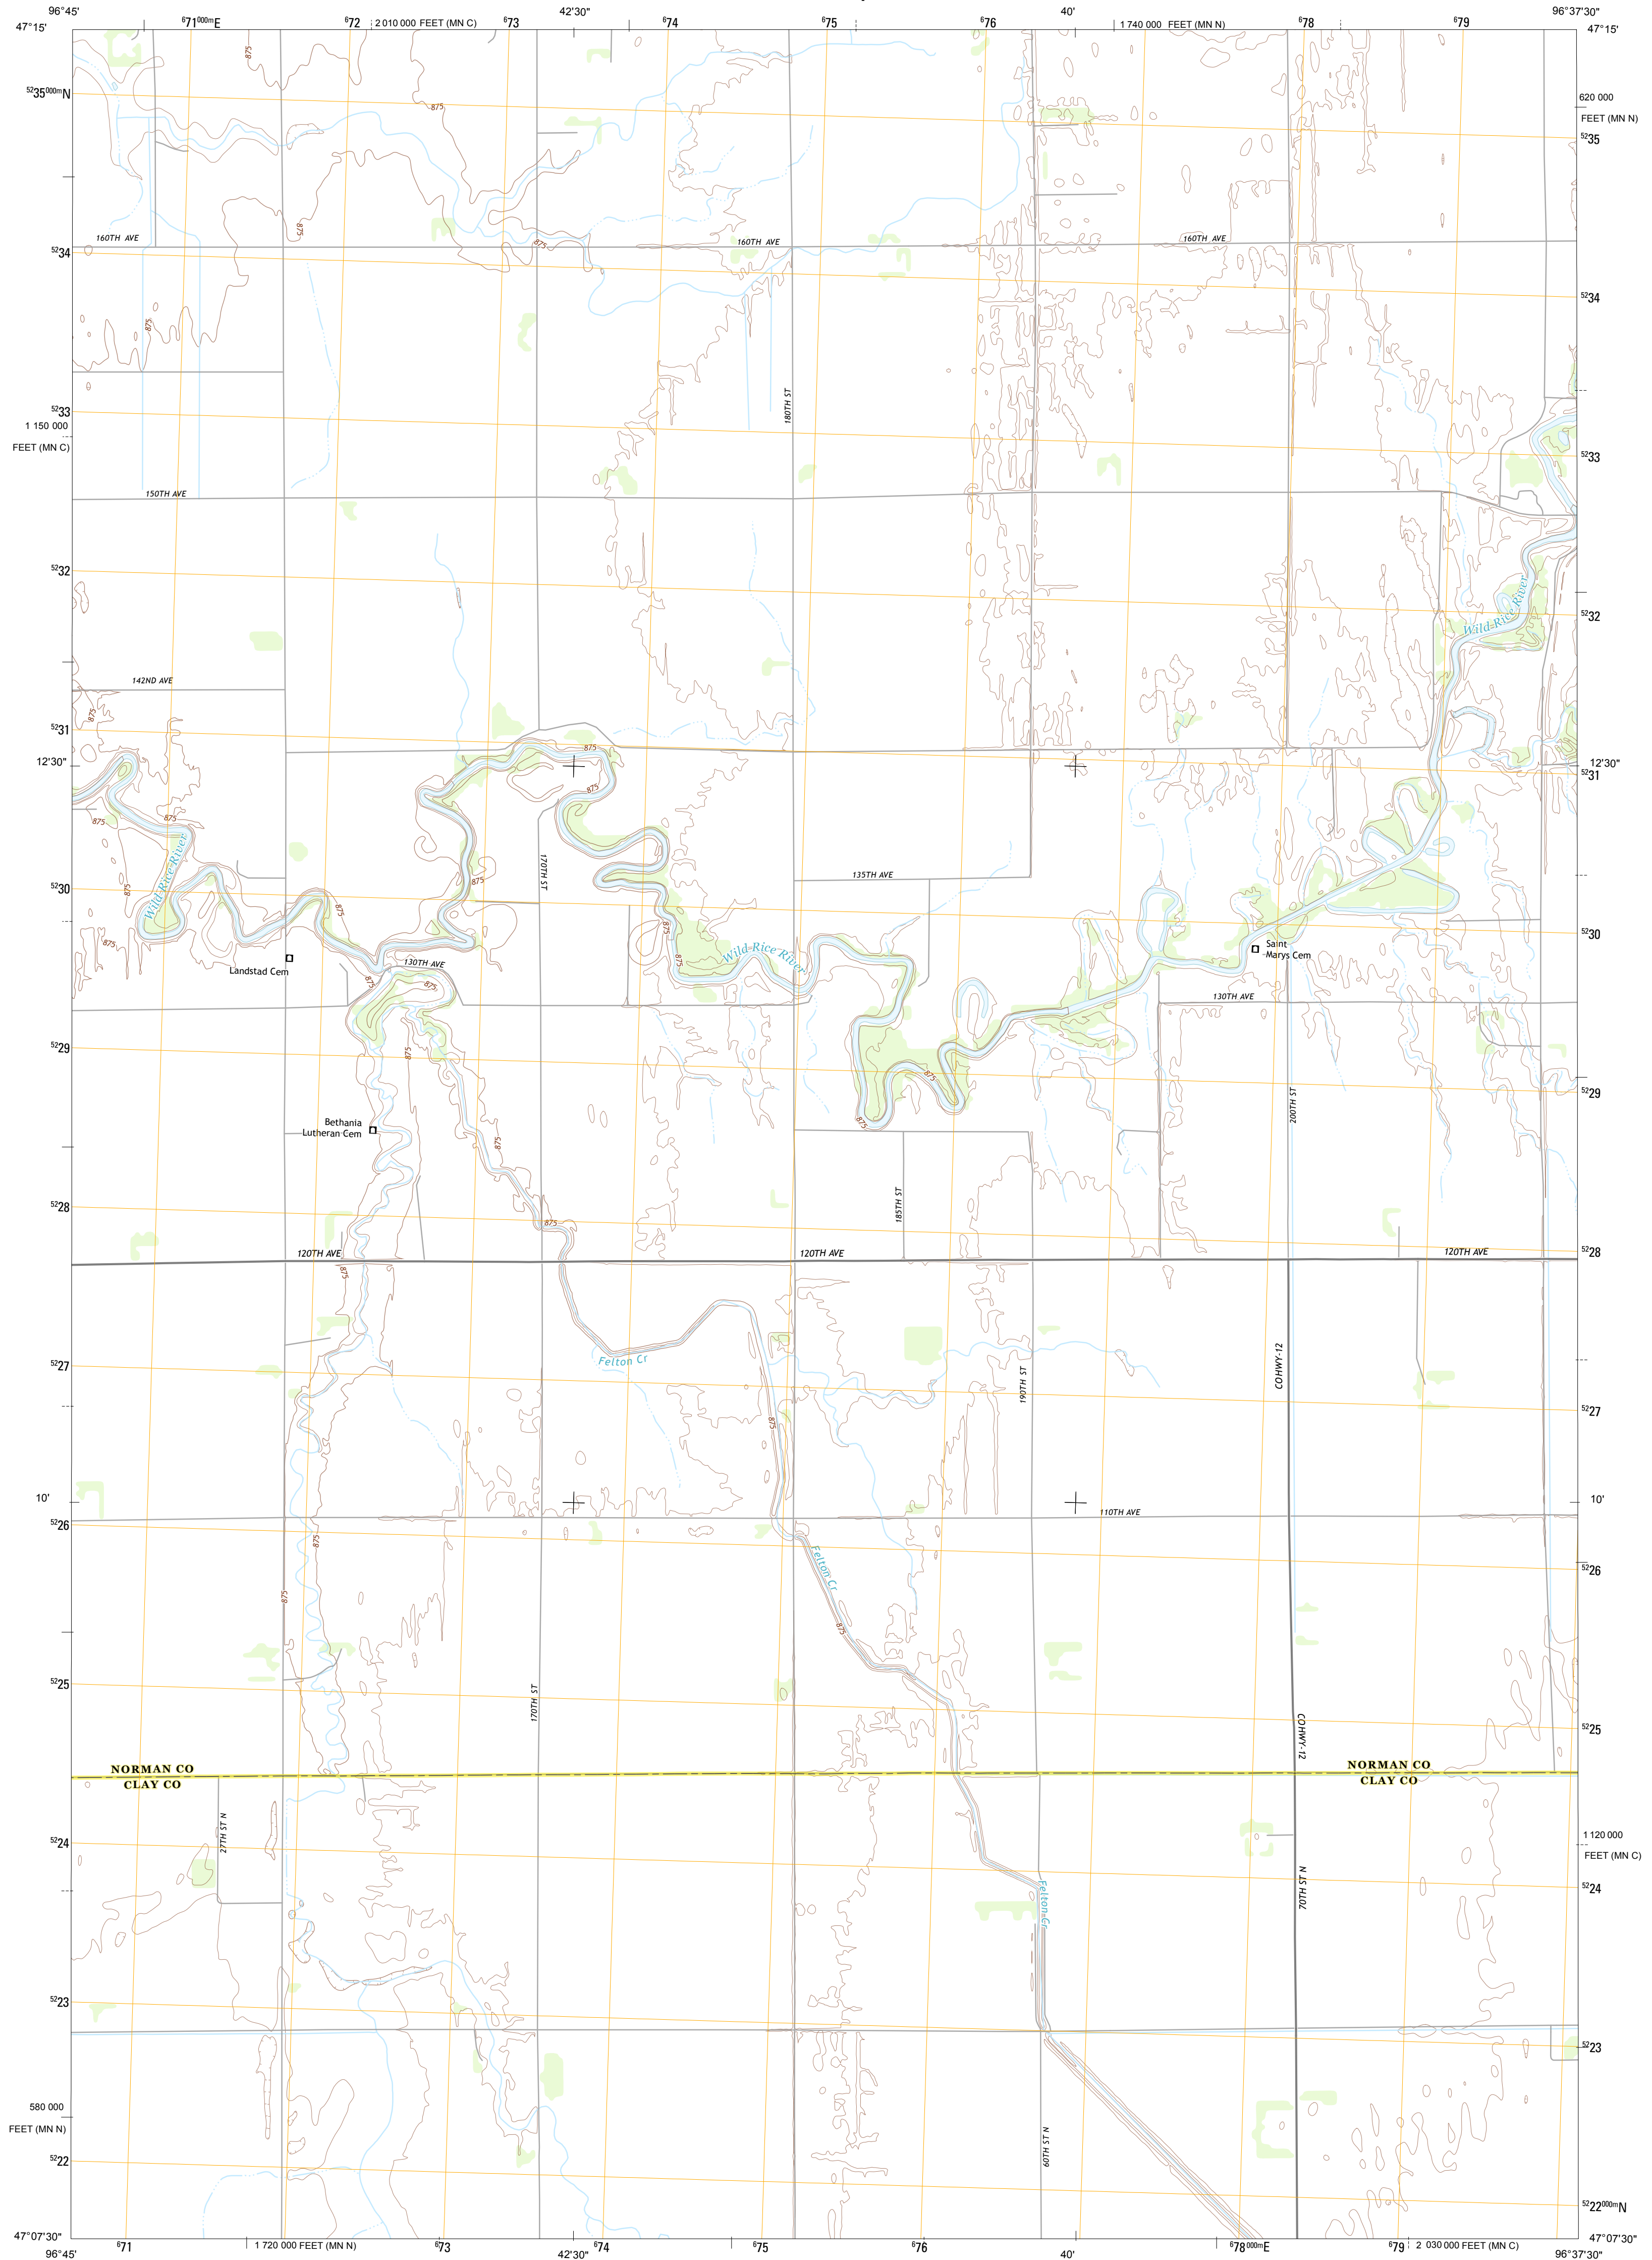 96°45'
⁶71⁰⁰⁰ᵐE
⁶72
2 010 000 FEET (MN C)
⁶73
42'30"
⁶74
⁶75
⁶76
40'
1 740 000 FEET (MN N)
⁶78
⁶79
96°37'30"
47°15'
47°15'
875
⁵²35⁰⁰⁰ᵐN
875
620 000
FEET (MN N)
⁵²35
875
160TH AVE
875
160TH AVE
160TH AVE
⁵²34
⁵²34
875
180TH ST
⁵²33
1 150 000
FEET (MN C)
⁵²33
150TH AVE
⁵²32
Wild Rice River
⁵²32
142ND AVE
875
⁵²31
875
12'30"
12'30"
⁵²31
875
875
875
Wild Rice River
170TH ST
135TH AVE
875
875
⁵²30
875
875
875
⁵²30
875
Saint
Marys Cem
Wild Rice River
875
Landstad Cem
130TH AVE
875
875
130TH AVE
⁵²29
875
875
⁵²29
200TH ST
Bethania
Lutheran Cem
875
875
185TH ST
⁵²28
875
120TH AVE
120TH AVE
120TH AVE
⁵²28
875
Felton Cr
⁵²27
190TH ST
COHWY-12
⁵²27
875
10'
10'
110TH AVE
⁵²26
875
Felton Cr
⁵²26
875
875
⁵²25
170TH ST
COHWY-12
⁵²25
NORMAN CO
CLAY CO
NORMAN CO
CLAY CO
27TH ST N
⁵²24
1 120 000
FEET (MN C)
70TH ST N
⁵²24
Felton Cr
⁵²23
⁵²23
580 000
FEET (MN N)
60TH ST N
⁵²22
⁵²22⁰⁰⁰ᵐN
47°07'30"
47°07'30"
96°45'
⁶71
1 720 000 FEET (MN N)
⁶73
42'30"
⁶74
⁶75
⁶76
40'
⁶78⁰⁰⁰ᵐE
⁶79
2 030 000 FEET (MN C)
96°37'30"